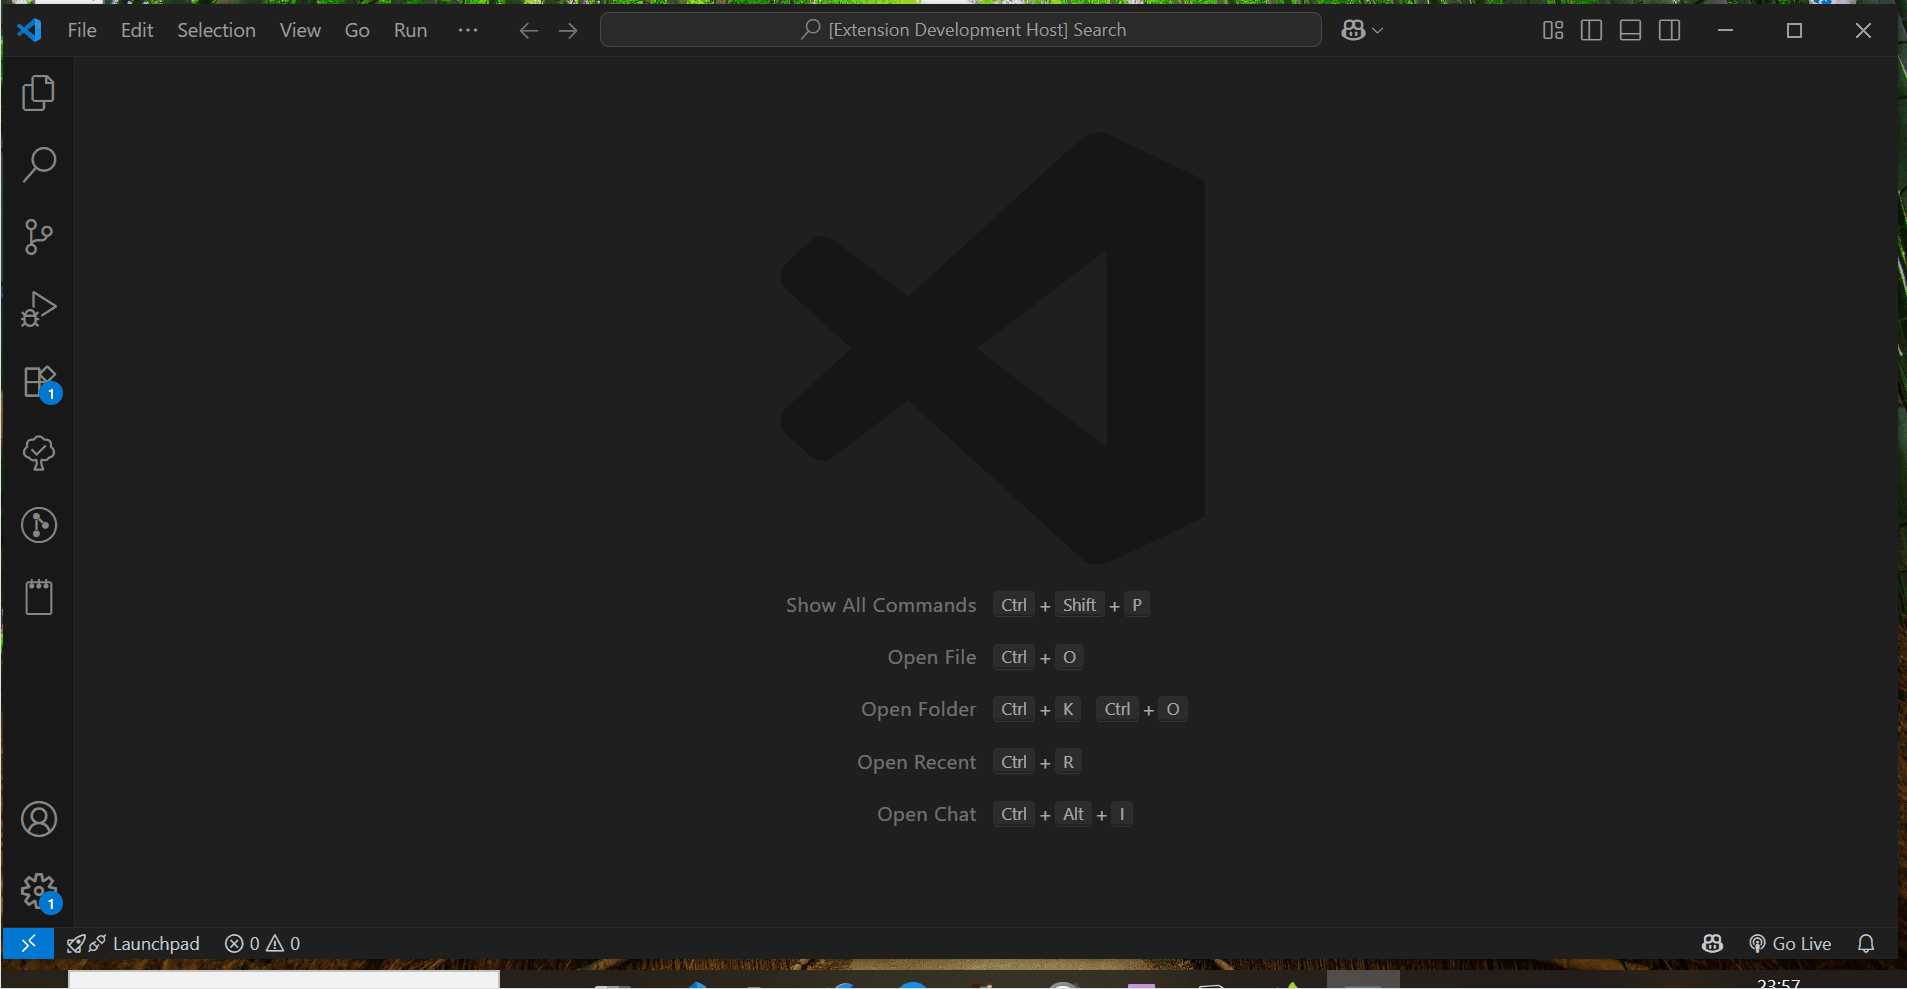 File Edit Selection View Go Run ··· [Extension Development Host] Search
1
Show All Commands Ctrl + Shift + P
Open File Ctrl + O
Open Folder Ctrl + K Ctrl + O
Open Recent Ctrl + R
Open Chat Ctrl + Alt + I
1
Launchpad 0 0 Go Live
23:57